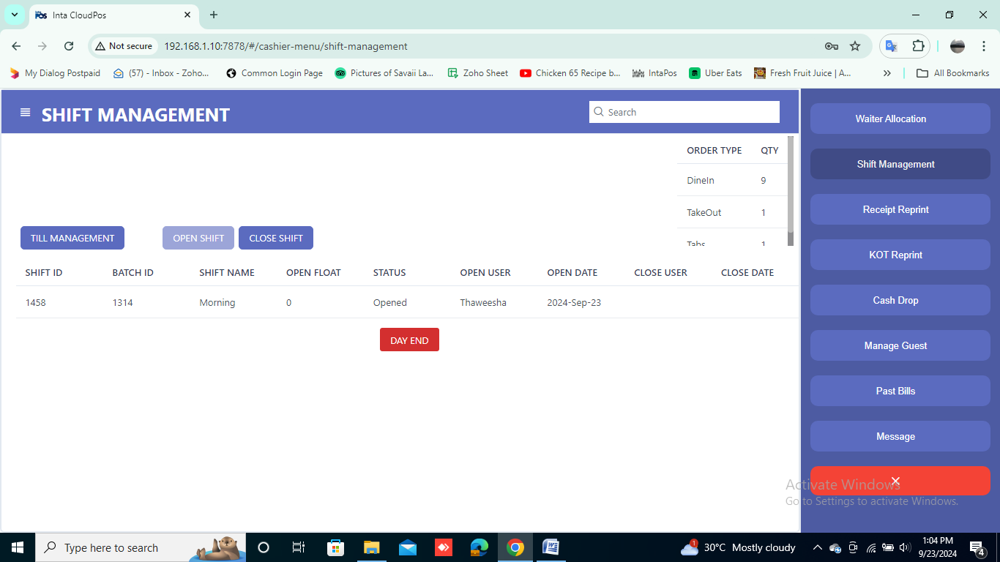 Inta CloudPos
Not secure
192.168.1.10:7878/#/cashier-menu/shift-management
My Dialog Postpaid
(57) - Inbox - Zoho...
Common Login Page
Pictures of Savaii La...
Zoho Sheet
Chicken 65 Recipe b...
IntaPos
Uber Eats
Fresh Fruit Juice | A...
All Bookmarks
SHIFT MANAGEMENT
Search
ORDER TYPE QTY
DineIn 9
TakeOut 1
Tabs 1
TILL MANAGEMENT
OPEN SHIFT
CLOSE SHIFT
SHIFT ID BATCH ID SHIFT NAME OPEN FLOAT STATUS OPEN USER OPEN DATE CLOSE USER CLOSE DATE
1458 1314 Morning 0 Opened Thaweesha 2024-Sep-23
DAY END
Waiter Allocation
Shift Management
Receipt Reprint
KOT Reprint
Cash Drop
Manage Guest
Past Bills
Message
Activate Windows
Go to Settings to activate Windows.
Type here to search
1
30°C Mostly cloudy
1:04 PM
9/23/2024
4